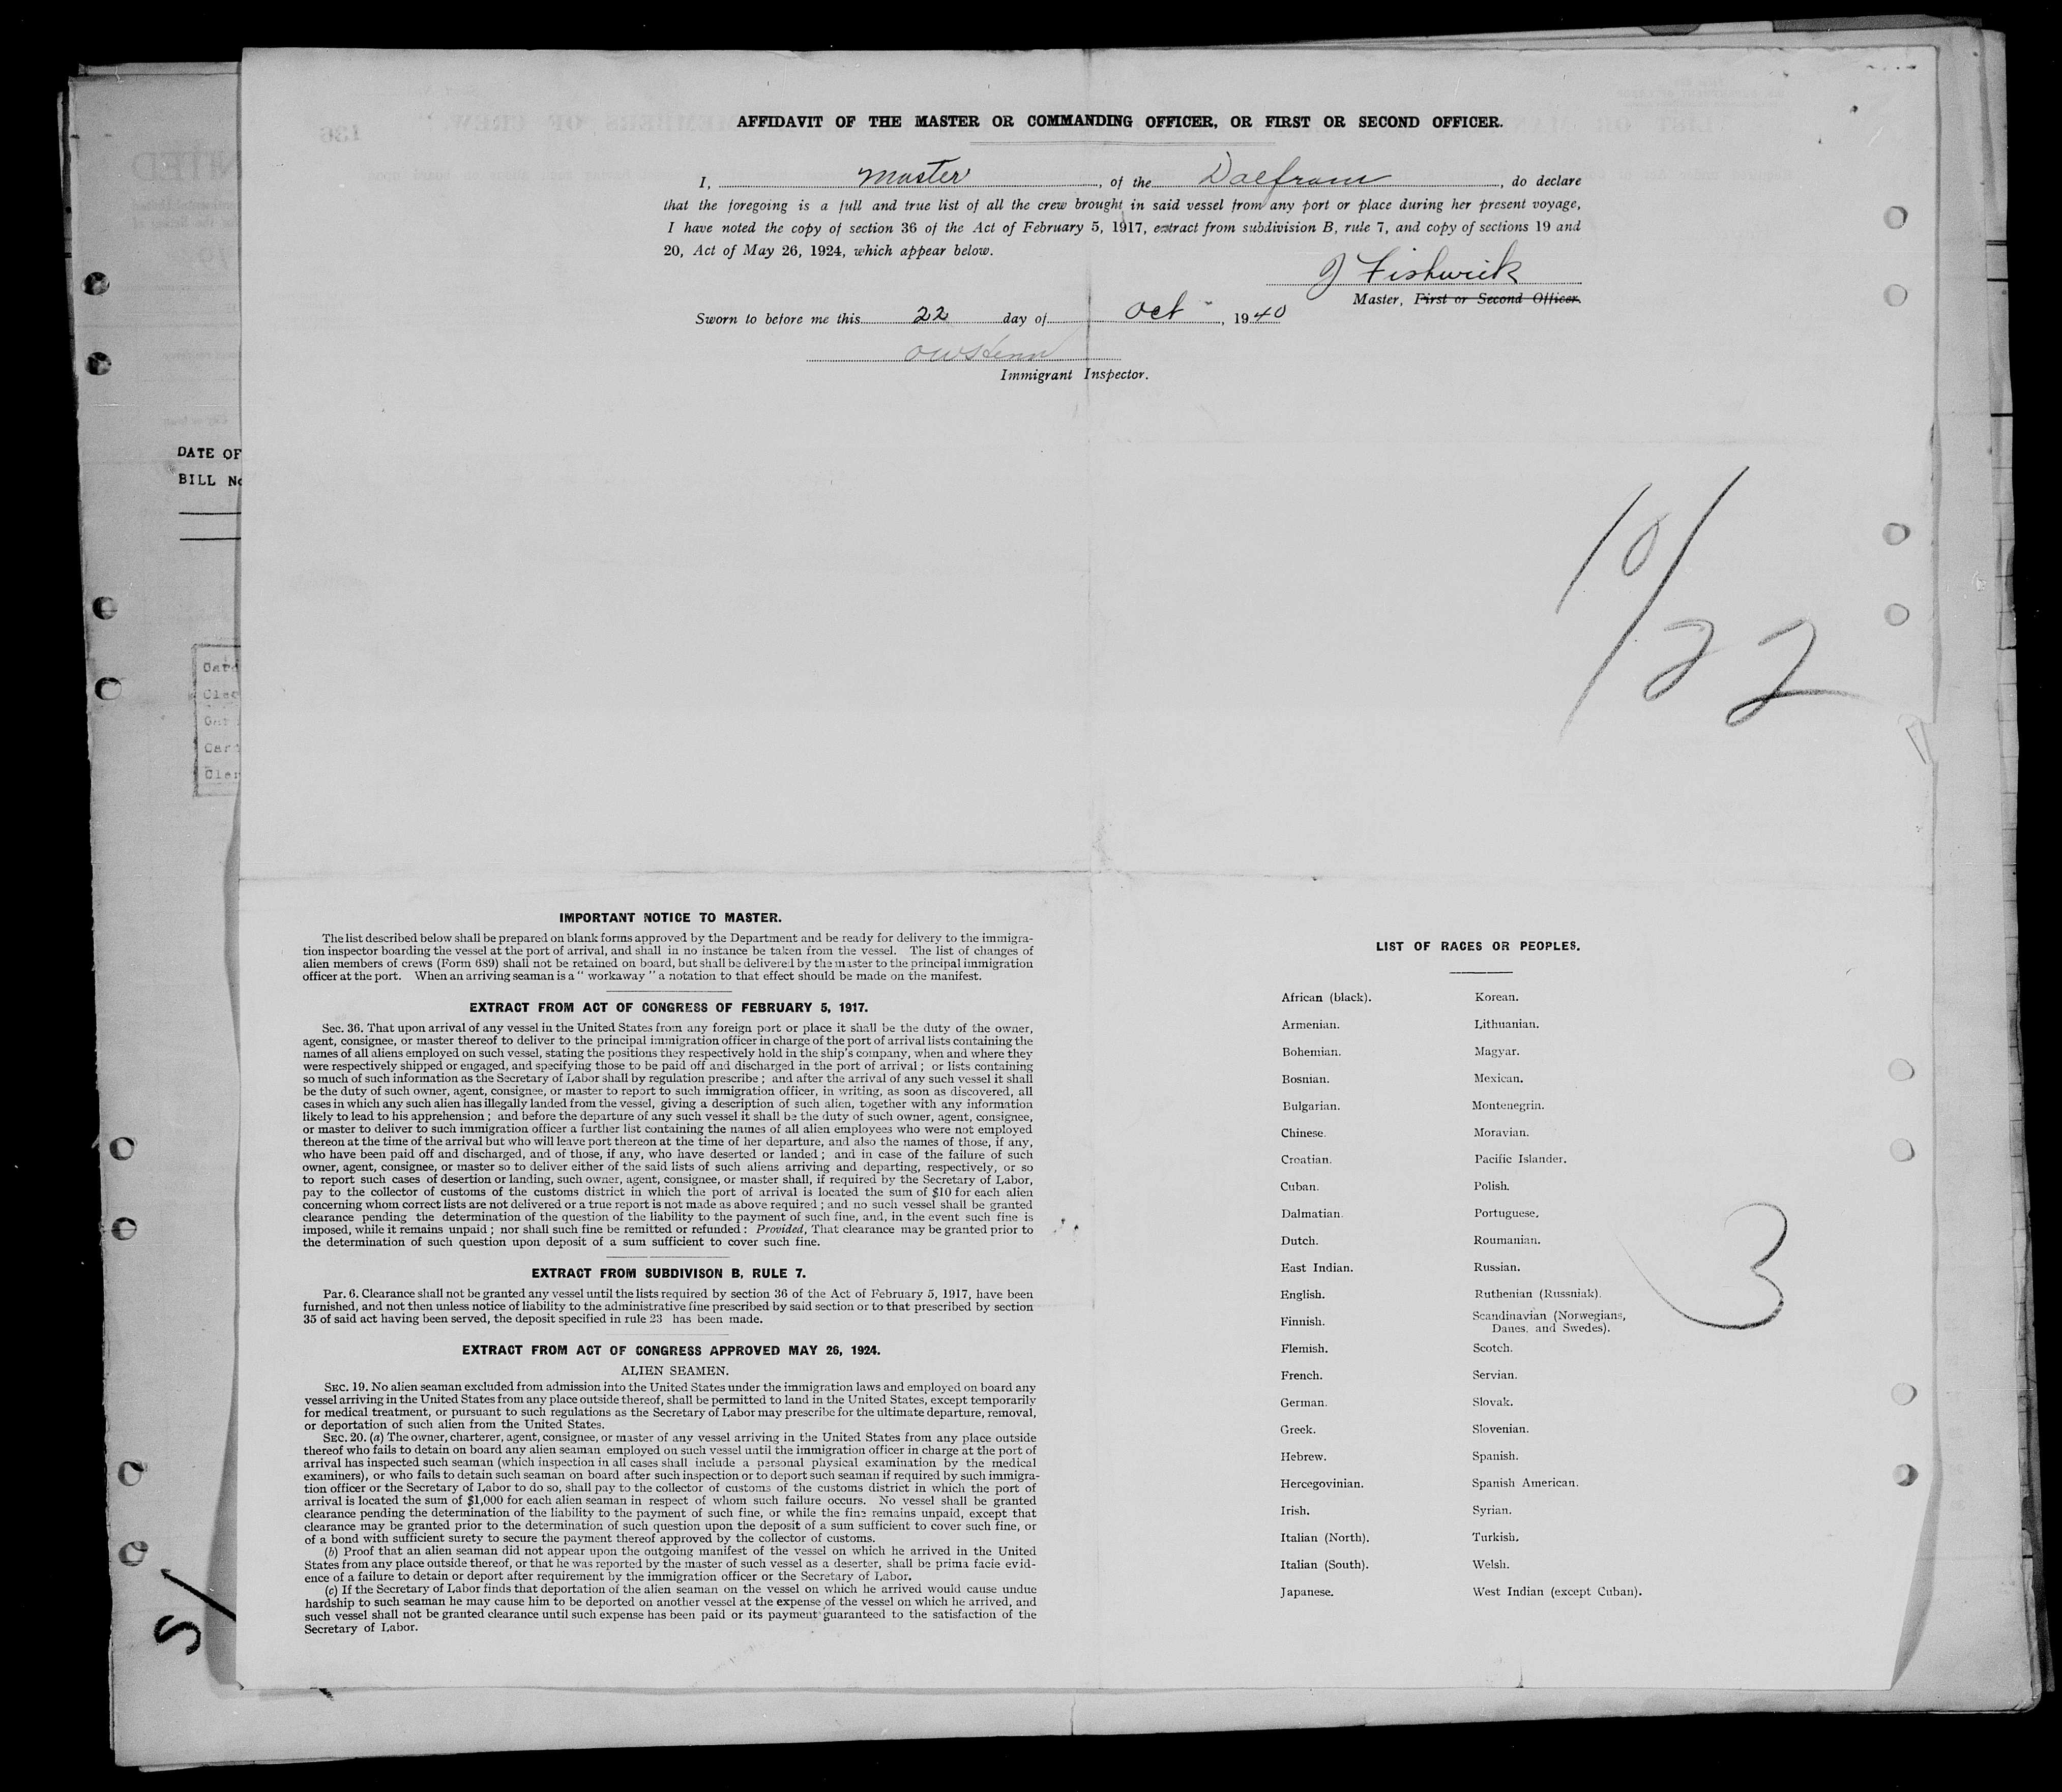 AFFIDAVIT OF THE MASTER OR COMMANDING OFFICER, OR FIRST OR SECOND OFFICER.
I, Master, of the Dalfram, do declare
that the foregoing is a full and true list of all the crew brought in said vessel from any port or place during her present voyage,
I have noted the copy of section 36 of the Act of February 5, 1917, extract from subdivision B, rule 7, and copy of sections 19 and
20, Act of May 26, 1924, which appear below.
J Fishwick
Master, First or Second Officer.
Sworn to before me this 22 day of Oct, 1940
Immigrant Inspector.
DATE OF
BILL No
10/22
IMPORTANT NOTICE TO MASTER.
The list described below shall be prepared on blank forms approved by the Department and be ready for delivery to the immigra-
tion inspector boarding the vessel at the port of arrival, and shall in no instance be taken from the vessel. The list of changes of
alien members of crews (Form 689) shall not be retained on board, but shall be delivered by the master to the principal immigration
officer at the port. When an arriving seaman is a " workaway " a notation to that effect should be made on the manifest.
EXTRACT FROM ACT OF CONGRESS OF FEBRUARY 5, 1917.
Sec. 36. That upon arrival of any vessel in the United States from any foreign port or place it shall be the duty of the owner,
agent, consignee, or master thereof to deliver to the principal immigration officer in charge of the port of arrival lists containing the
names of all aliens employed on such vessel, stating the positions they respectively hold in the ship's company, when and where they
were respectively shipped or engaged, and specifying those to be paid off and discharged in the port of arrival ; or lists containing
so much of such information as the Secretary of Labor shall by regulation prescribe ; and after the arrival of any such vessel it shall
be the duty of such owner, agent, consignee, or master to report to such immigration officer, in writing, as soon as discovered, all
cases in which any such alien has illegally landed from the vessel, giving a description of such alien, together with any information
likely to lead to his apprehension ; and before the departure of any such vessel it shall be the duty of such owner, agent, consignee,
or master to deliver to such immigration officer a further list containing the names of all alien employees who were not employed
thereon at the time of the arrival but who will leave port thereon at the time of her departure, and also the names of those, if any,
who have been paid off and discharged, and of those, if any, who have deserted or landed ; and in case of the failure of such
owner, agent, consignee, or master so to deliver either of the said lists of such aliens arriving and departing, respectively, or so
to report such cases of desertion or landing, such owner, agent, consignee, or master shall, if required by the Secretary of Labor,
pay to the collector of customs of the customs district in which the port of arrival is located the sum of $10 for each alien
concerning whom correct lists are not delivered or a true report is not made as above required ; and no such vessel shall be granted
clearance pending the determination of the question of the liability to the payment of such fine, and, in the event such fine is
imposed, while it remains unpaid ; nor shall such fine be remitted or refunded : Provided, That clearance may be granted prior to
the determination of such question upon deposit of a sum sufficient to cover such fine.
EXTRACT FROM SUBDIVISON B, RULE 7.
Par. 6. Clearance shall not be granted any vessel until the lists required by section 36 of the Act of February 5, 1917, have been
furnished, and not then unless notice of liability to the administrative fine prescribed by said section or to that prescribed by section
35 of said act having been served, the deposit specified in rule 23 has been made.
EXTRACT FROM ACT OF CONGRESS APPROVED MAY 26, 1924.
ALIEN SEAMEN.
SEC. 19. No alien seaman excluded from admission into the United States under the immigration laws and employed on board any
vessel arriving in the United States from any place outside thereof, shall be permitted to land in the United States, except temporarily
for medical treatment, or pursuant to such regulations as the Secretary of Labor may prescribe for the ultimate departure, removal,
or deportation of such alien from the United States.
SEC. 20. (a) The owner, charterer, agent, consignee, or master of any vessel arriving in the United States from any place outside
thereof who fails to detain on board any alien seaman employed on such vessel until the immigration officer in charge at the port of
arrival has inspected such seaman (which inspection in all cases shall include a personal physical examination by the medical
examiners), or who fails to detain such seaman on board after such inspection or to deport such seaman if required by such immigra-
tion officer or the Secretary of Labor to do so, shall pay to the collector of customs of the customs district in which the port of
arrival is located the sum of $1,000 for each alien seaman in respect of whom such failure occurs. No vessel shall be granted
clearance pending the determination of the liability to the payment of such fine, or while the fine remains unpaid, except that
clearance may be granted prior to the determination of such question upon the deposit of a sum sufficient to cover such fine, or
of a bond with sufficient surety to secure the payment thereof approved by the collector of customs.
(b) Proof that an alien seaman did not appear upon the outgoing manifest of the vessel on which he arrived in the United
States from any place outside thereof, or that he was reported by the master of such vessel as a deserter, shall be prima facie evid-
ence of a failure to detain or deport after requirement by the immigration officer or the Secretary of Labor.
(c) If the Secretary of Labor finds that deportation of the alien seaman on the vessel on which he arrived would cause undue
hardship to such seaman he may cause him to be deported on another vessel at the expense of the vessel on which he arrived, and
such vessel shall not be granted clearance until such expense has been paid or its payment guaranteed to the satisfaction of the
Secretary of Labor.
LIST OF RACES OR PEOPLES.
African (black). Korean.
Armenian. Lithuanian.
Bohemian. Magyar.
Bosnian. Mexican.
Bulgarian. Montenegrin.
Chinese. Moravian.
Croatian. Pacific Islander.
Cuban. Polish.
Dalmatian. Portuguese.
Dutch. Roumanian.
East Indian. Russian.
English. Ruthenian (Russniak).
Finnish. Scandinavian (Norwegians,
Danes, and Swedes).
Flemish. Scotch.
French. Servian.
German. Slovak.
Greek. Slovenian.
Hebrew. Spanish.
Hercegovinian. Spanish American.
Irish. Syrian.
Italian (North). Turkish.
Italian (South). Welsh.
Japanese. West Indian (except Cuban).
3
S/